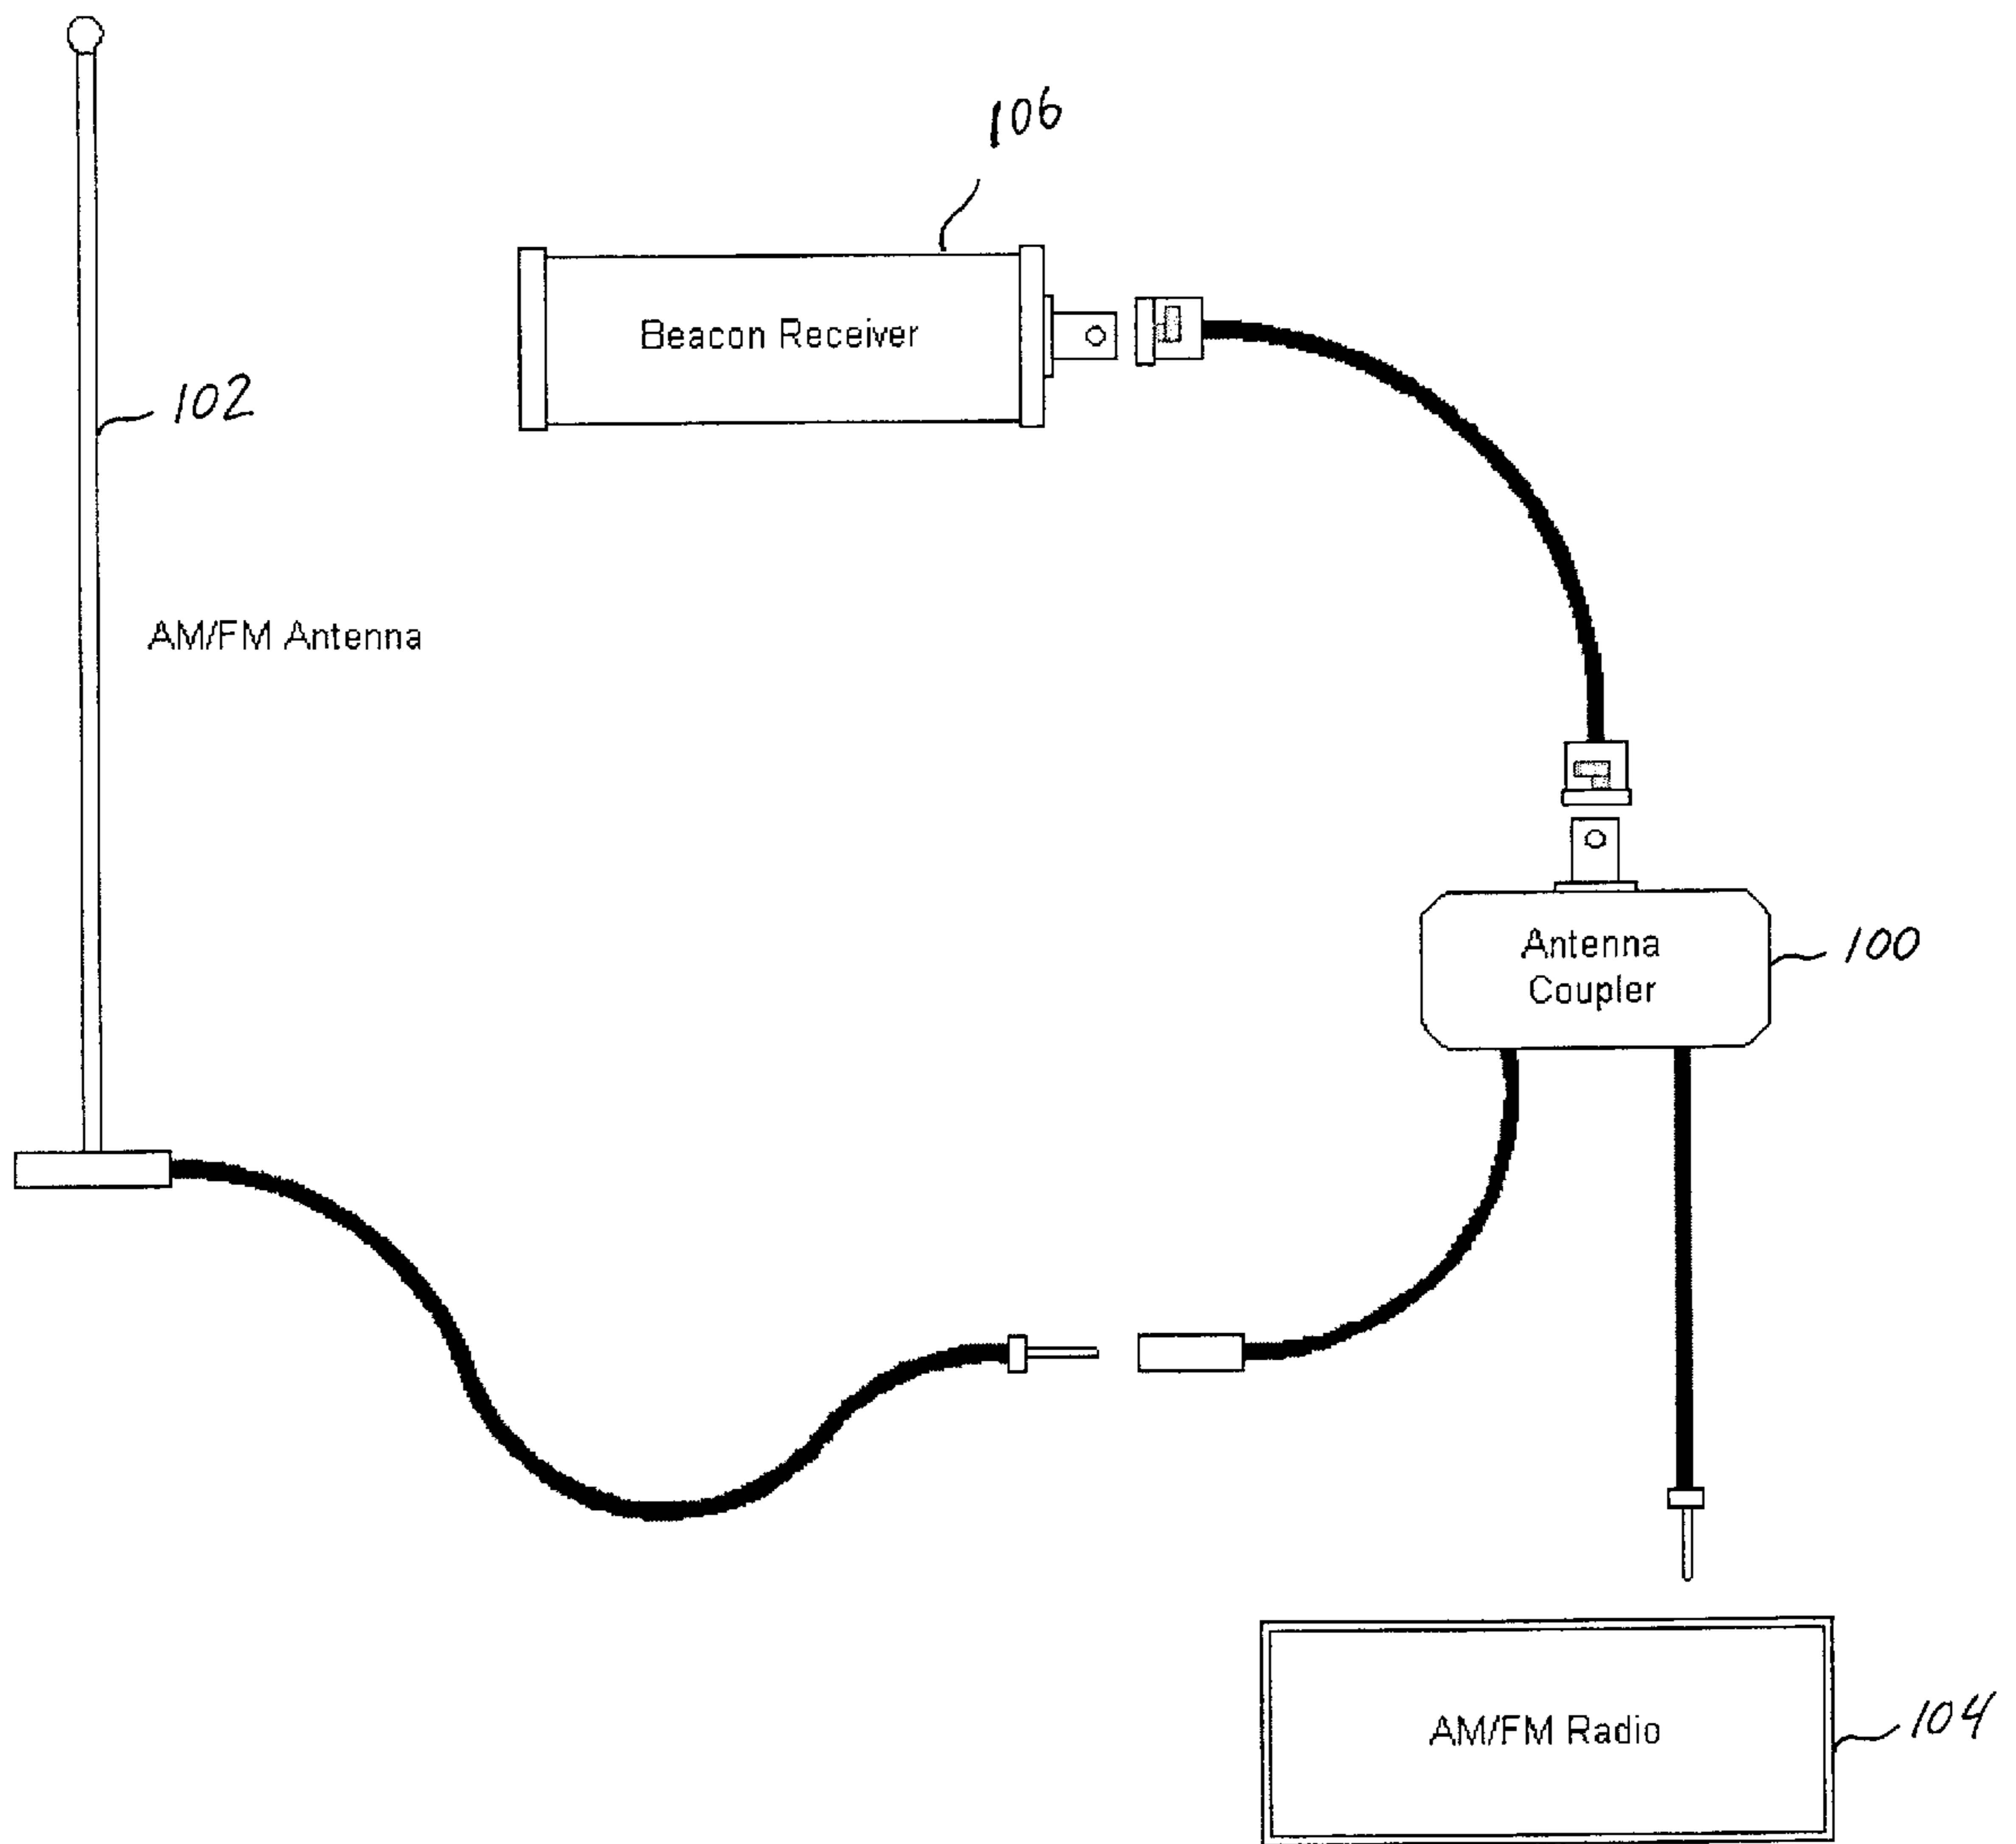 106
Beacon Receiver
102
AM/FM Antenna
Antenna
Coupler
100
AM/FM Radio
104